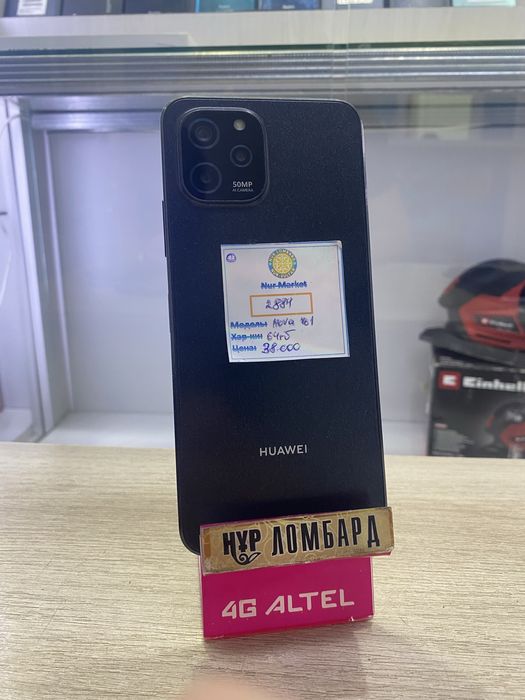 50MP
AI CAMERA
Nur Market
2884
Модель: Nova Y61
Хар-ки: 64гб
Цена: 38.000
HUAWEI
НҰР ЛОМБАРД
4G ALTEL
Einhell